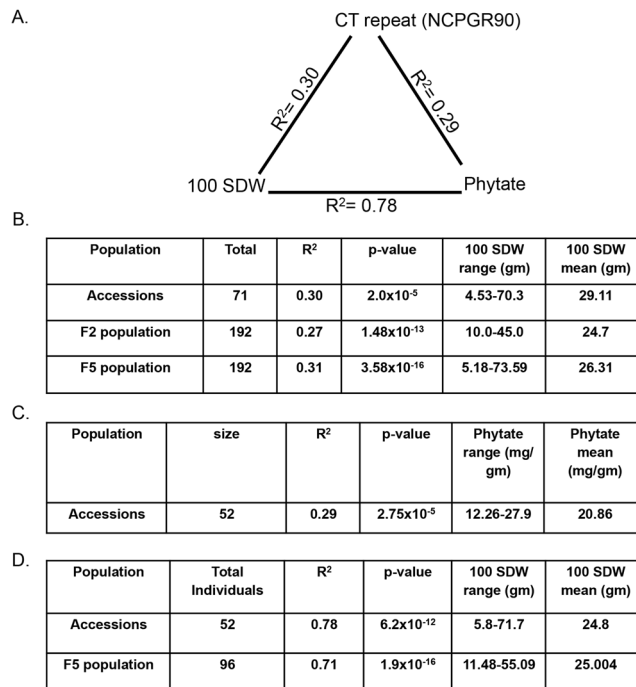 A.
CT repeat (NCPGR90)
R²= 0.30
R²= 0.29
100 SDW
Phytate
R²= 0.78
B.
Population Total R² p-value 100 SDW range (gm) 100 SDW mean (gm)
Accessions 71 0.30 2.0x10⁻⁵ 4.53-70.3 29.11
F2 population 192 0.27 1.48x10⁻¹³ 10.0-45.0 24.7
F5 population 192 0.31 3.58x10⁻¹⁶ 5.18-73.59 26.31
C.
Population size R² p-value Phytate range (mg/ gm) Phytate mean (mg/gm)
Accessions 52 0.29 2.75x10⁻⁵ 12.26-27.9 20.86
D.
Population Total Individuals R² p-value 100 SDW range (gm) 100 SDW mean (gm)
Accessions 52 0.78 6.2x10⁻¹² 5.8-71.7 24.8
F5 population 96 0.71 1.9x10⁻¹⁶ 11.48-55.09 25.004